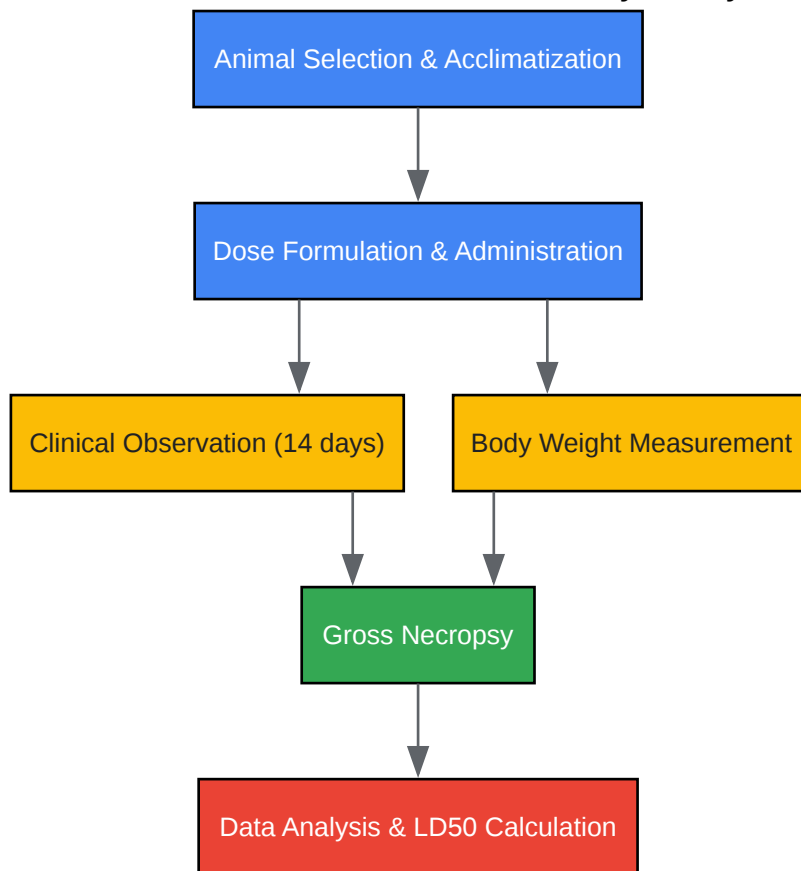 Animal Selection & Acclimatization
Dose Formulation & Administration
Clinical Observation (14 days)
Body Weight Measurement
Gross Necropsy
Data Analysis & LD50 Calculation